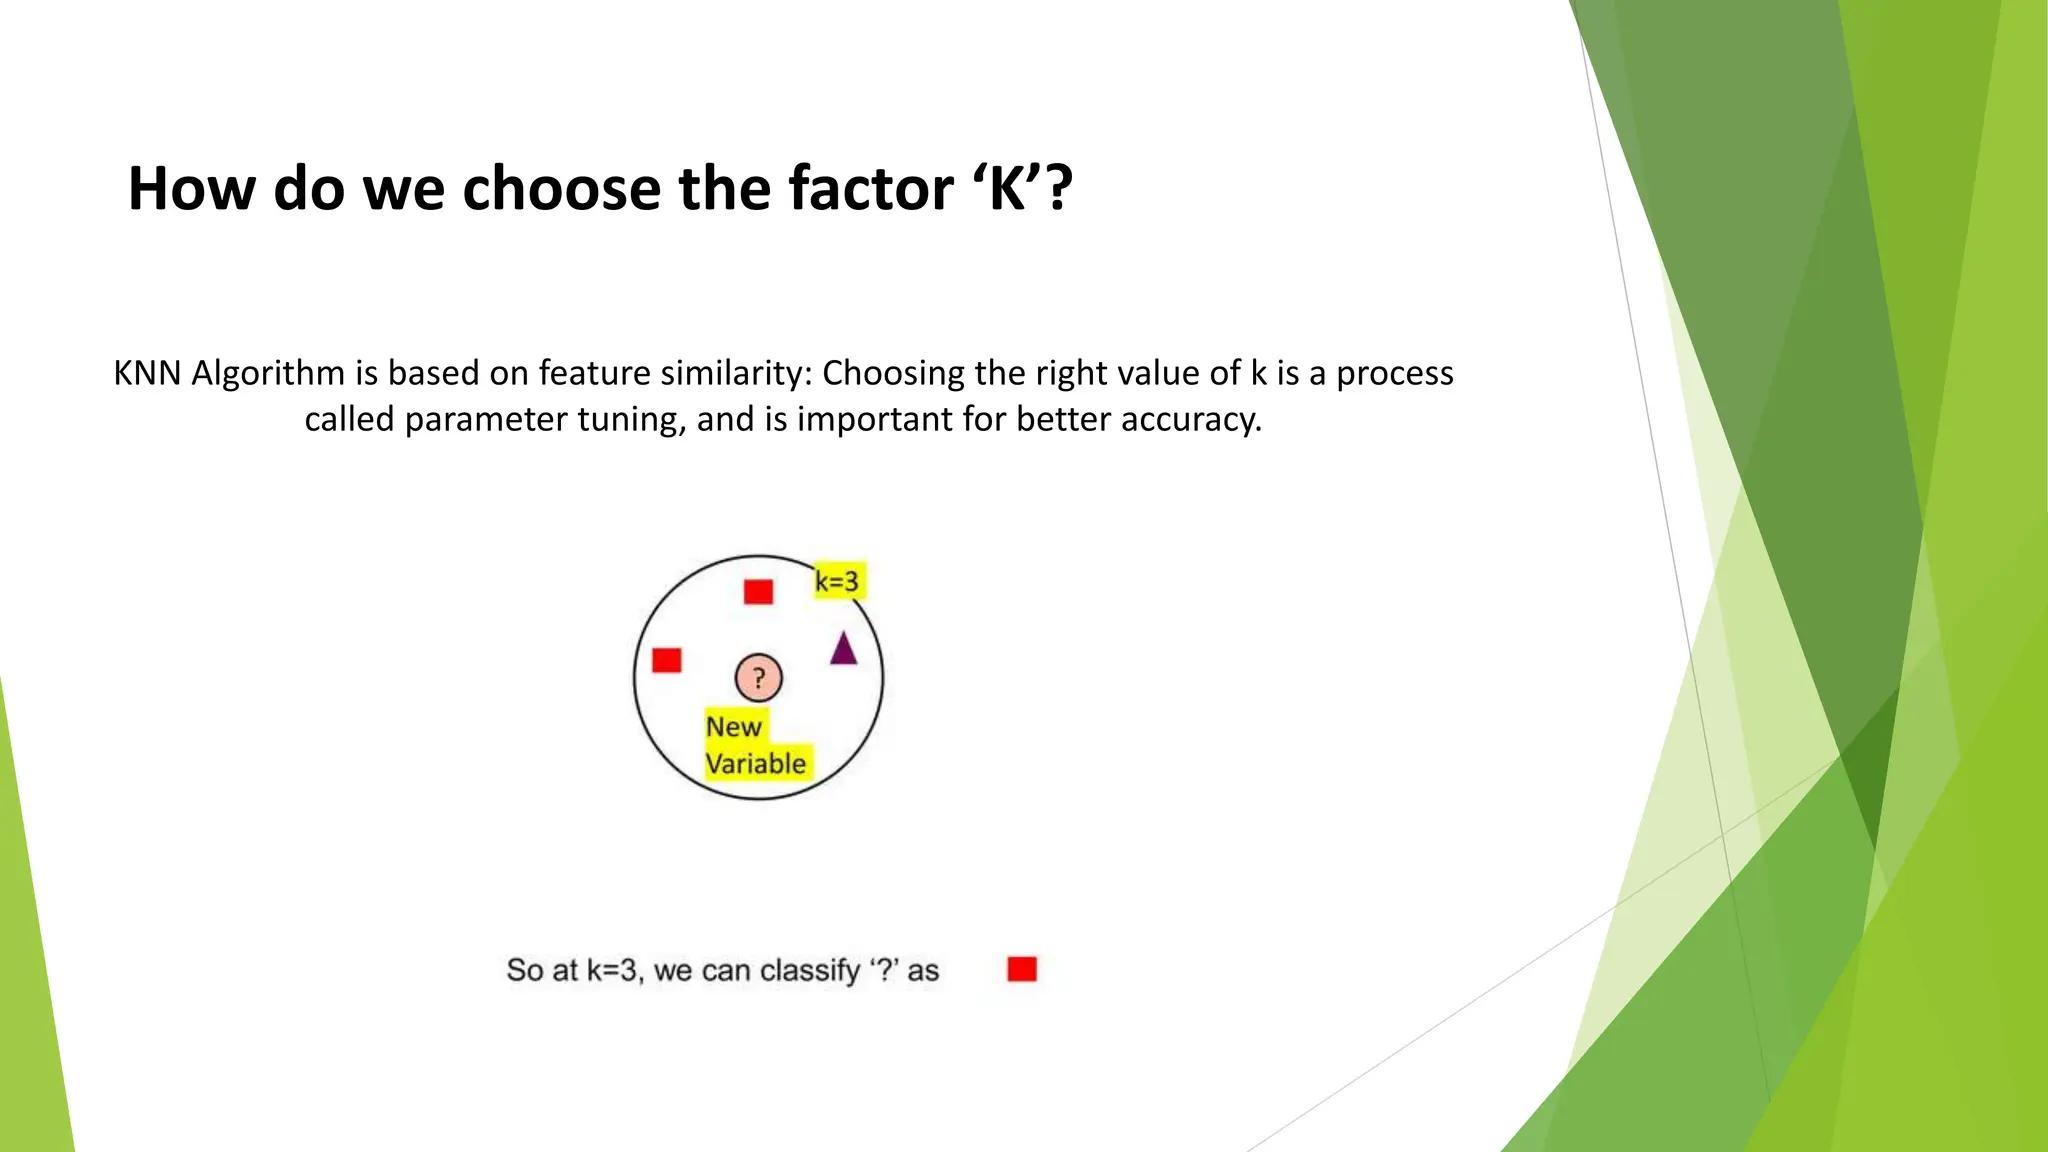 How do we choose the factor ‘K’?
KNN Algorithm is based on feature similarity: Choosing the right value of k is a process
called parameter tuning, and is important for better accuracy.
k=3
?
New
Variable
So at k=3, we can classify ‘?’ as